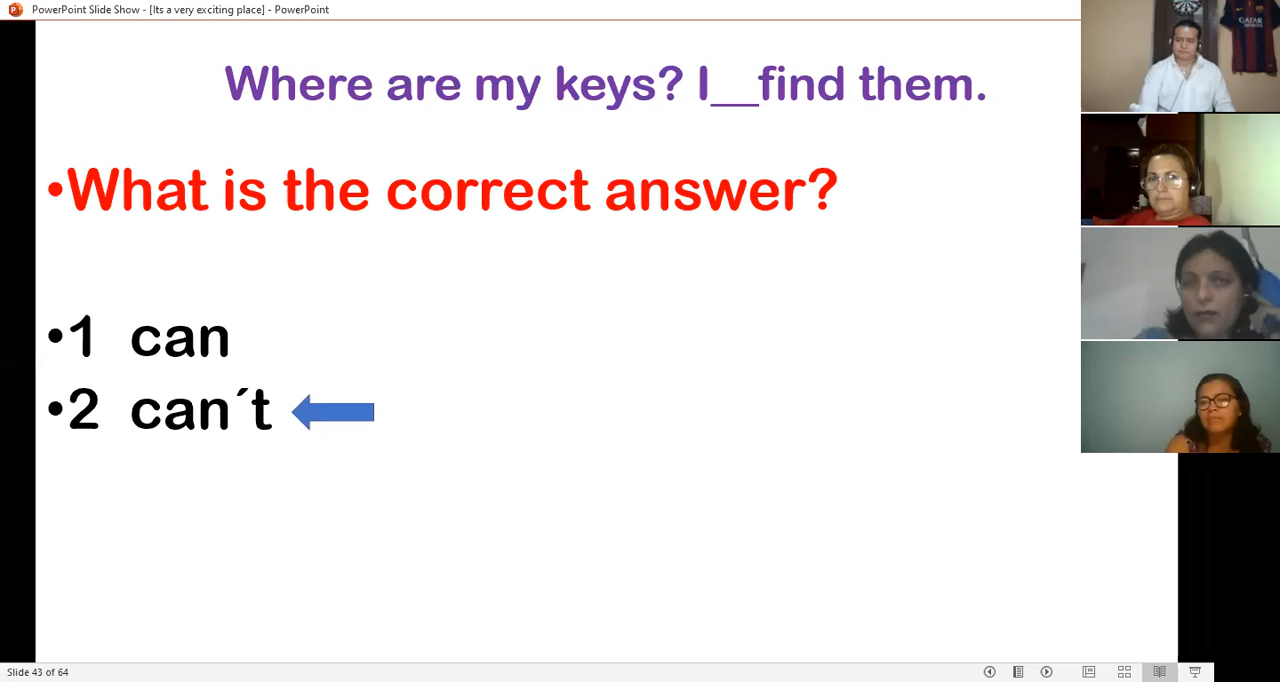 PowerPoint Slide Show - [Its a very exciting place] - PowerPoint
Where are my keys? I__find them.
•What is the correct answer?
•1 can
•2 can´t
QATAR
Slide 43 of 64